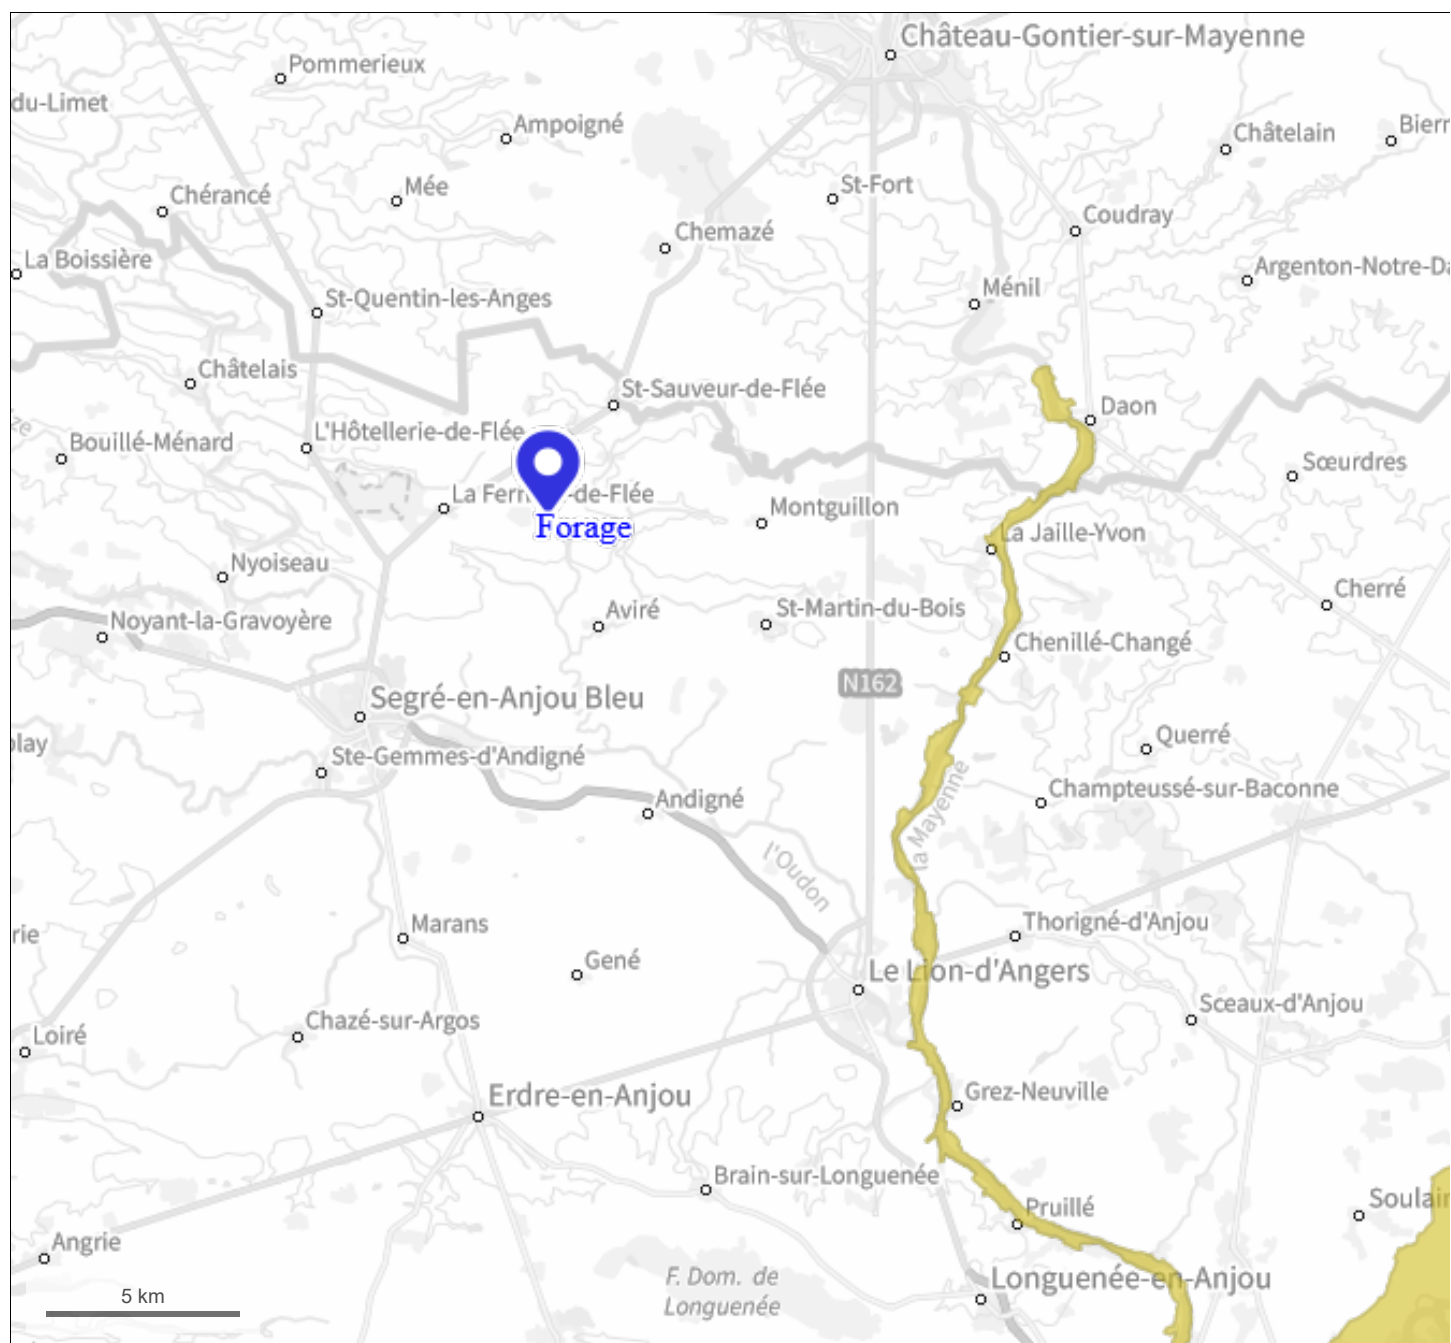 Château-Gontier-sur-Mayenne
Pommerieux
du-Limet
Ampoigné
Châtelain
Bierr
Mée
St-Fort
Chérancé
Coudray
Chemazé
La Boissière
Argenton-Notre-Da
Ménil
St-Quentin-les-Anges
Châtelais
St-Sauveur-de-Flée
Daon
L'Hôtellerie-de-Flée
Bouillé-Ménard
Sœurdres
La Ferr de-Flée
Montguillon
Forage
La Jaille-Yvon
Nyoiseau
Cherré
Aviré
St-Martin-du-Bois
Noyant-la-Gravoyère
Chenillé-Changé
N162
Segré-en-Anjou Bleu
Querré
olay
Ste-Gemmes-d'Andigné
Champteussé-sur-Baconne
Andigné
la Mayenne
l'Oudon
Marans
Thorigné-d'Anjou
rie
Gené
Le Lion-d'Angers
Sceaux-d'Anjou
Chazé-sur-Argos
Loiré
Erdre-en-Anjou
Grez-Neuville
Brain-sur-Longuenée
Pruillé
Soulair
Angrie
F. Dom. de
Longuenée
Longuenée-en-Anjou
5 km